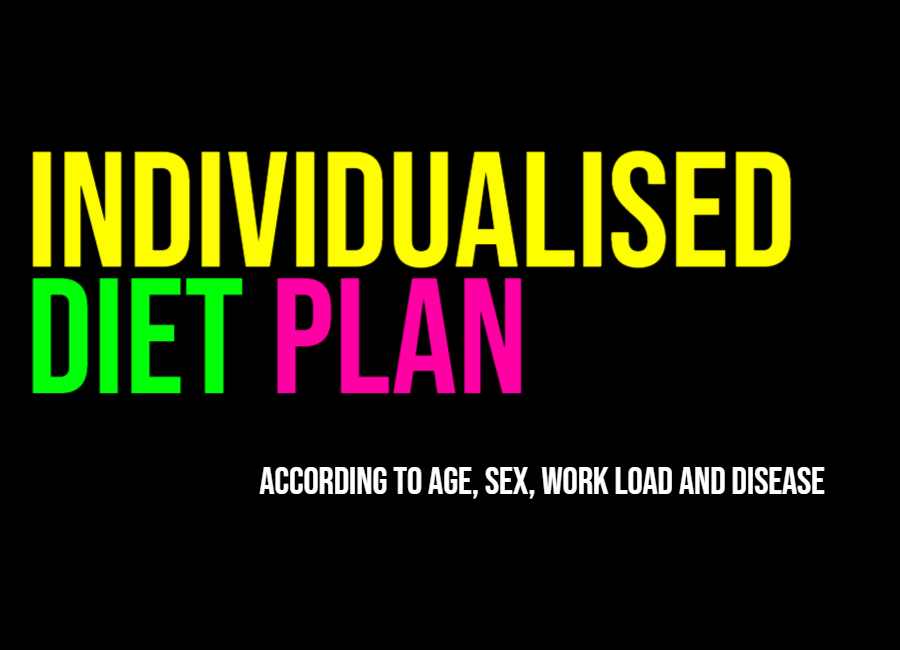 INDIVIDUALISED
DIET PLAN
ACCORDING TO AGE, SEX, WORK LOAD AND DISEASE